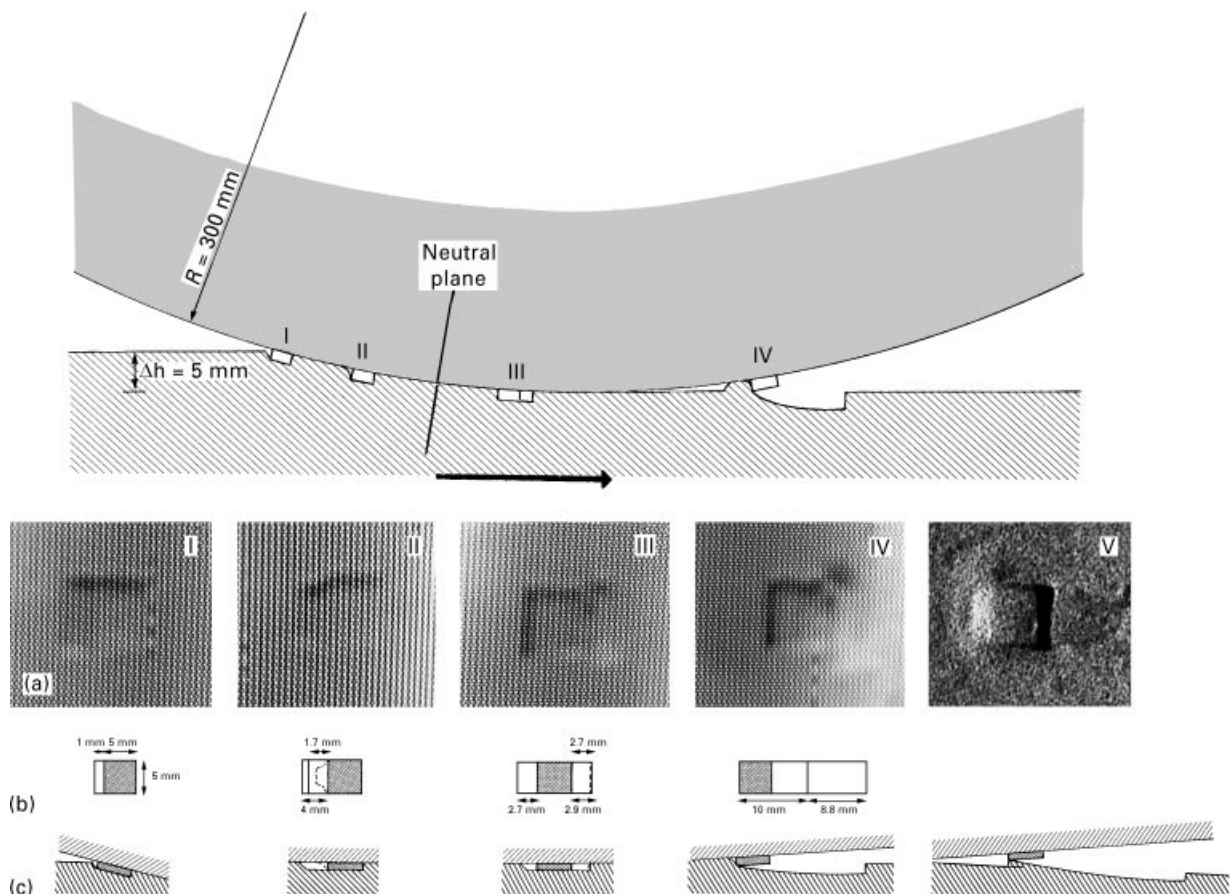 R = 300 mm
Neutral
plane
I
II
III
IV
Δh = 5 mm
I
II
III
IV
V
(a)
1 mm 5 mm
1.7 mm
2.7 mm
5 mm
(b)
4 mm
2.7 mm
2.9 mm
10 mm
8.8 mm
(c)